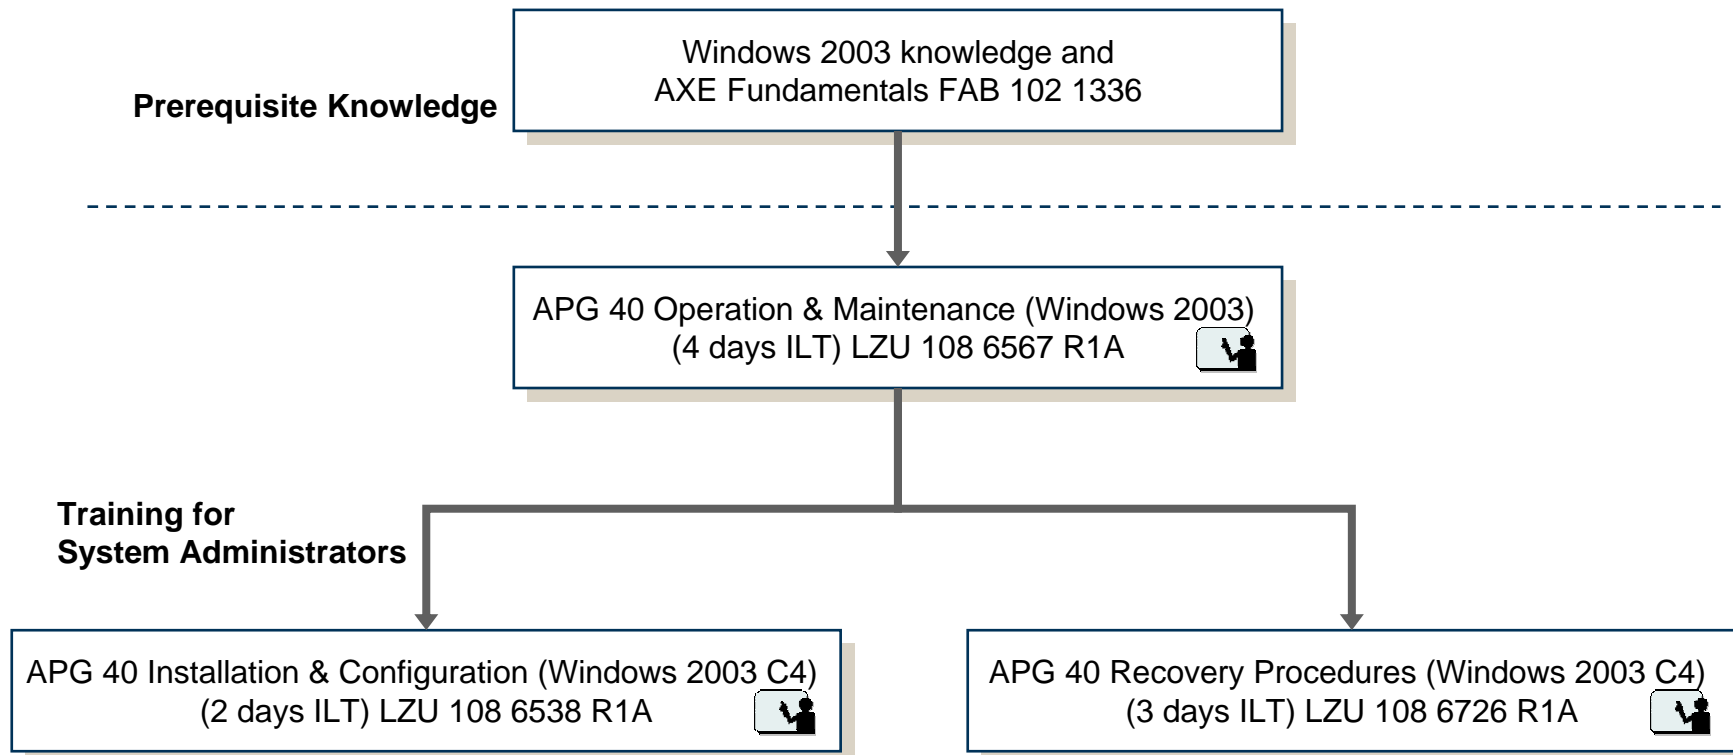 Windows 2003 knowledge and
AXE Fundamentals FAB 102 1336
Prerequisite Knowledge
APG 40 Operation & Maintenance (Windows 2003)
(4 days ILT) LZU 108 6567 R1A
Training for
System Administrators
APG 40 Installation & Configuration (Windows 2003 C4)
(2 days ILT) LZU 108 6538 R1A
APG 40 Recovery Procedures (Windows 2003 C4)
(3 days ILT) LZU 108 6726 R1A